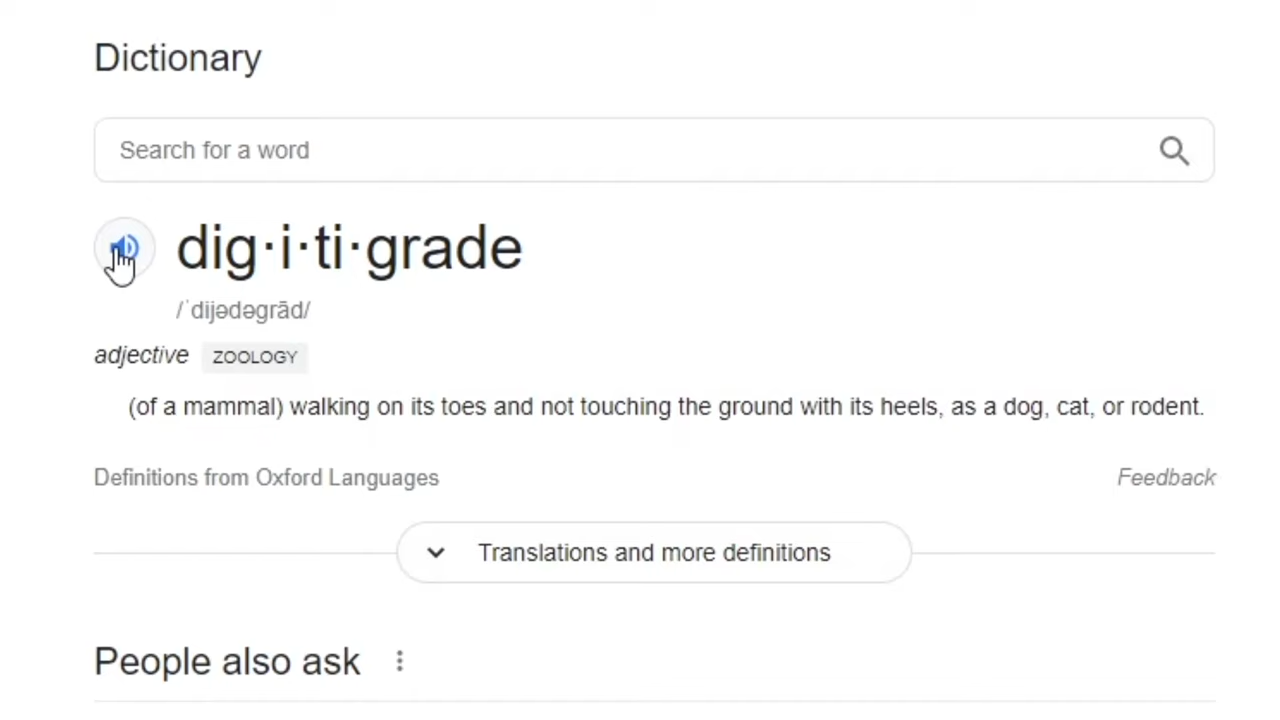 Dictionary
Search for a word
dig·i·ti·grade
/ˈdijədəɡrād/
adjective ZOOLOGY
(of a mammal) walking on its toes and not touching the ground with its heels, as a dog, cat, or rodent.
Definitions from Oxford Languages Feedback
Translations and more definitions
People also ask